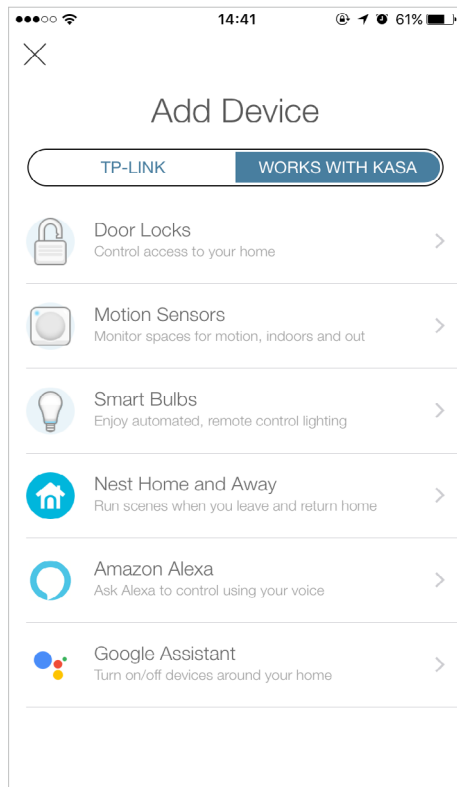 14:41
61%
Add Device
TP-LINK
WORKS WITH KASA
Door Locks
Control access to your home
Motion Sensors
Monitor spaces for motion, indoors and out
Smart Bulbs
Enjoy automated, remote control lighting
Nest Home and Away
Run scenes when you leave and return home
Amazon Alexa
Ask Alexa to control using your voice
Google Assistant
Turn on/off devices around your home